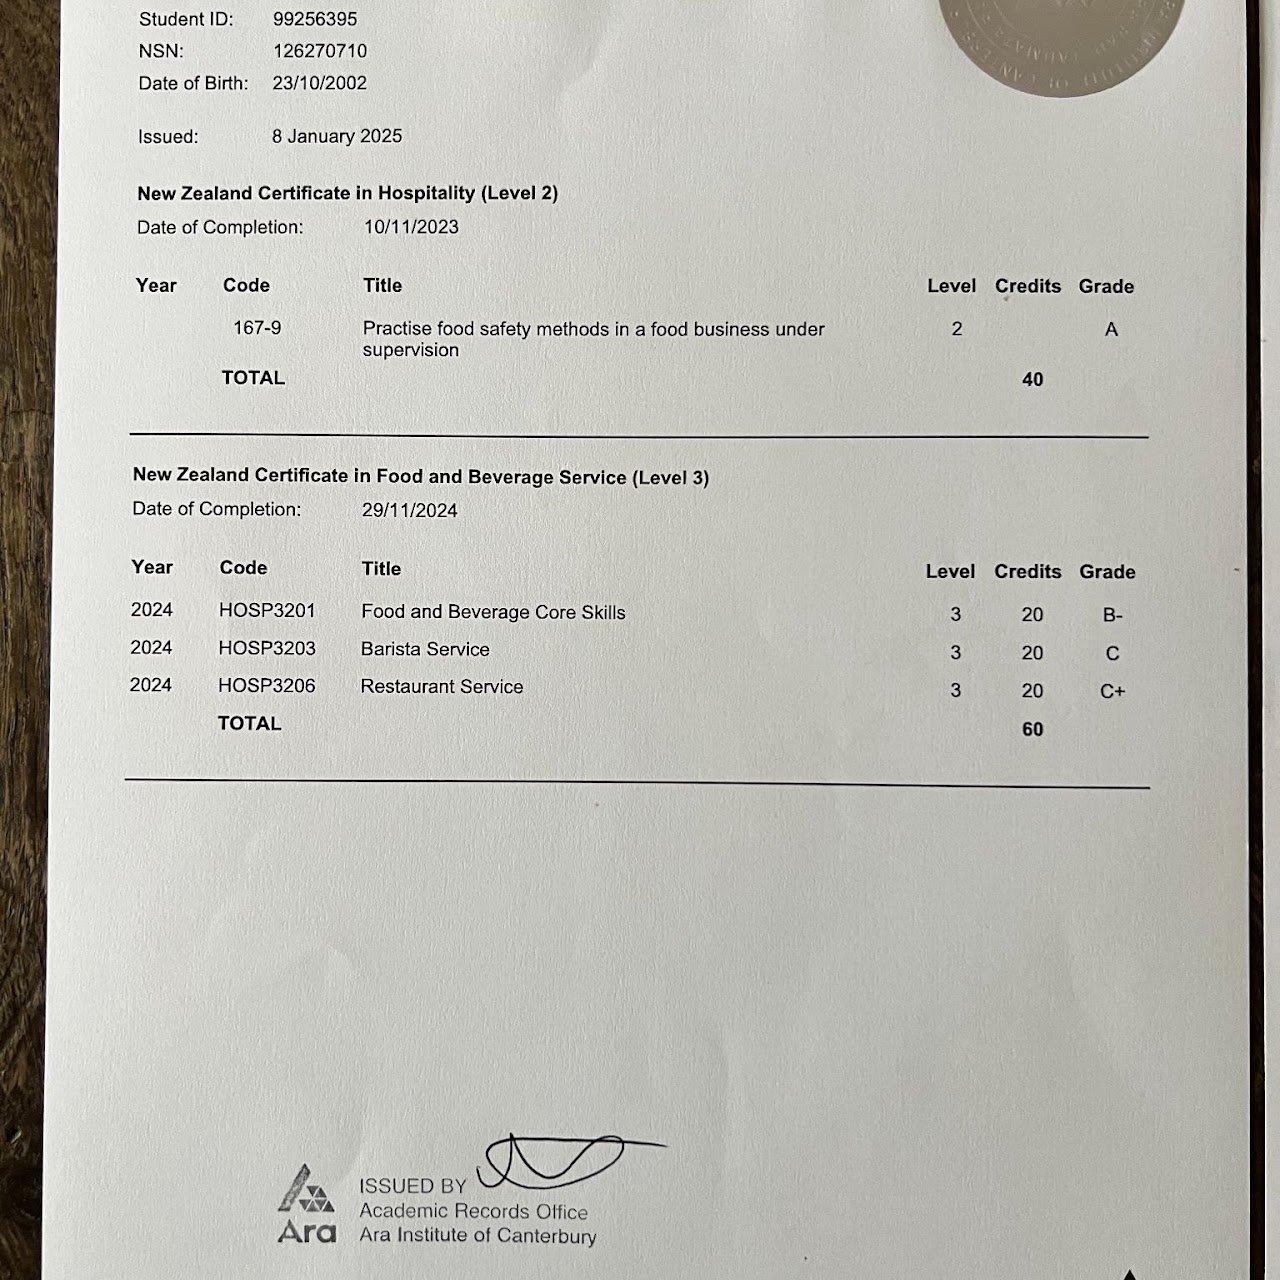 Student ID: 99256395
NSN: 126270710
Date of Birth: 23/10/2002
Issued: 8 January 2025
New Zealand Certificate in Hospitality (Level 2)
Date of Completion: 10/11/2023
Year Code Title Level Credits Grade
167-9 Practise food safety methods in a food business under 2 A
supervision
TOTAL 40
New Zealand Certificate in Food and Beverage Service (Level 3)
Date of Completion: 29/11/2024
Year Code Title Level Credits Grade
2024 HOSP3201 Food and Beverage Core Skills 3 20 B-
2024 HOSP3203 Barista Service 3 20 C
2024 HOSP3206 Restaurant Service 3 20 C+
TOTAL 60
ISSUED BY
Academic Records Office
Ara Ara Institute of Canterbury